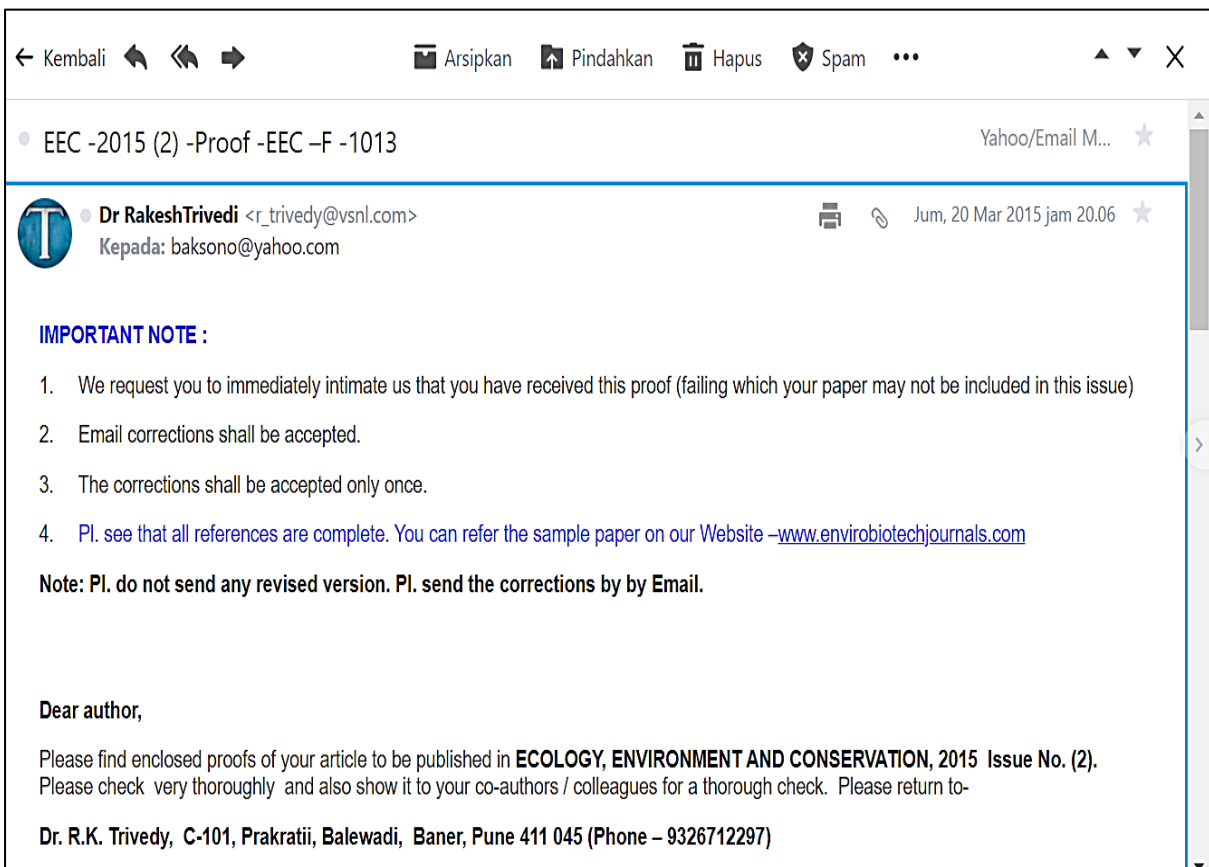 Kembali Arsipkan Pindahkan Hapus Spam
EEC -2015 (2) -Proof -EEC –F -1013 Yahoo/Email M...
T Dr RakeshTrivedi <r_trivedy@vsnl.com> Jum, 20 Mar 2015 jam 20.06
Kepada: baksono@yahoo.com
IMPORTANT NOTE :
1. We request you to immediately intimate us that you have received this proof (failing which your paper may not be included in this issue)
2. Email corrections shall be accepted.
3. The corrections shall be accepted only once.
4. Pl. see that all references are complete. You can refer the sample paper on our Website –www.envirobiotechjournals.com
Note: Pl. do not send any revised version. Pl. send the corrections by by Email.
Dear author,
Please find enclosed proofs of your article to be published in ECOLOGY, ENVIRONMENT AND CONSERVATION, 2015 Issue No. (2).
Please check very thoroughly and also show it to your co-authors / colleagues for a thorough check. Please return to-
Dr. R.K. Trivedy, C-101, Prakratii, Balewadi, Baner, Pune 411 045 (Phone – 9326712297)